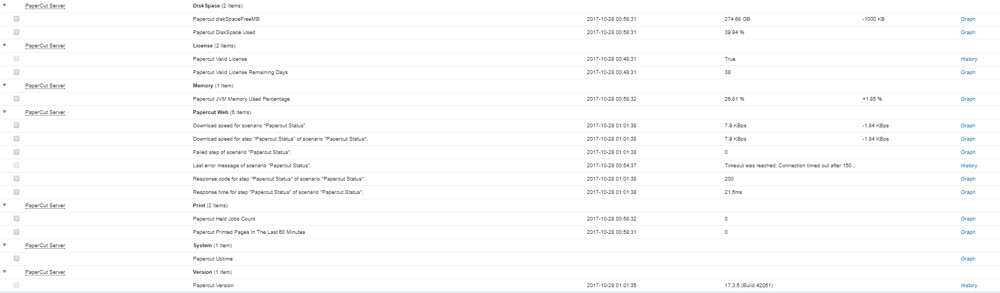 PaperCut Server DiskSpace (2 Items)
Papercut diskSpaceFreeMB 2017-10-28 00:58:31 274.68 GB -1000 KB Graph
Papercut DiskSpace Used 2017-10-28 00:58:31 39.94 % Graph
PaperCut Server License (2 Items)
Papercut Valid License 2017-10-28 00:48:31 True History
Papercut Valid License Remaining Days 2017-10-28 00:48:31 38 Graph
PaperCut Server Memory (1 Item)
Papercut JVM Memory Used Percentage 2017-10-28 00:58:32 26.81 % +1.85 % Graph
PaperCut Server Papercut Web (6 Items)
Download speed for scenario "Papercut Status". 2017-10-28 01:01:38 7.9 KBps -1.84 KBps Graph
Download speed for step "Papercut Status" of scenario "Papercut Status". 2017-10-28 01:01:38 7.9 KBps -1.84 KBps Graph
Failed step of scenario "Papercut Status". 2017-10-28 01:01:38 0 Graph
Last error message of scenario "Papercut Status". 2017-10-28 00:54:37 Timeout was reached: Connection timed out after 150... History
Response code for step "Papercut Status" of scenario "Papercut Status". 2017-10-28 01:01:38 200 Graph
Response time for step "Papercut Status" of scenario "Papercut Status". 2017-10-28 01:01:38 21.5ms Graph
PaperCut Server Print (2 Items)
Papercut Held Jobs Count 2017-10-28 00:58:32 0 Graph
Papercut Printed Pages In The Last 60 Minutes 2017-10-28 00:58:31 0 Graph
PaperCut Server System (1 Item)
Papercut Uptime Graph
PaperCut Server Version (1 Item)
Papercut Version 2017-10-28 01:01:35 17.3.5 (Build 42051) History